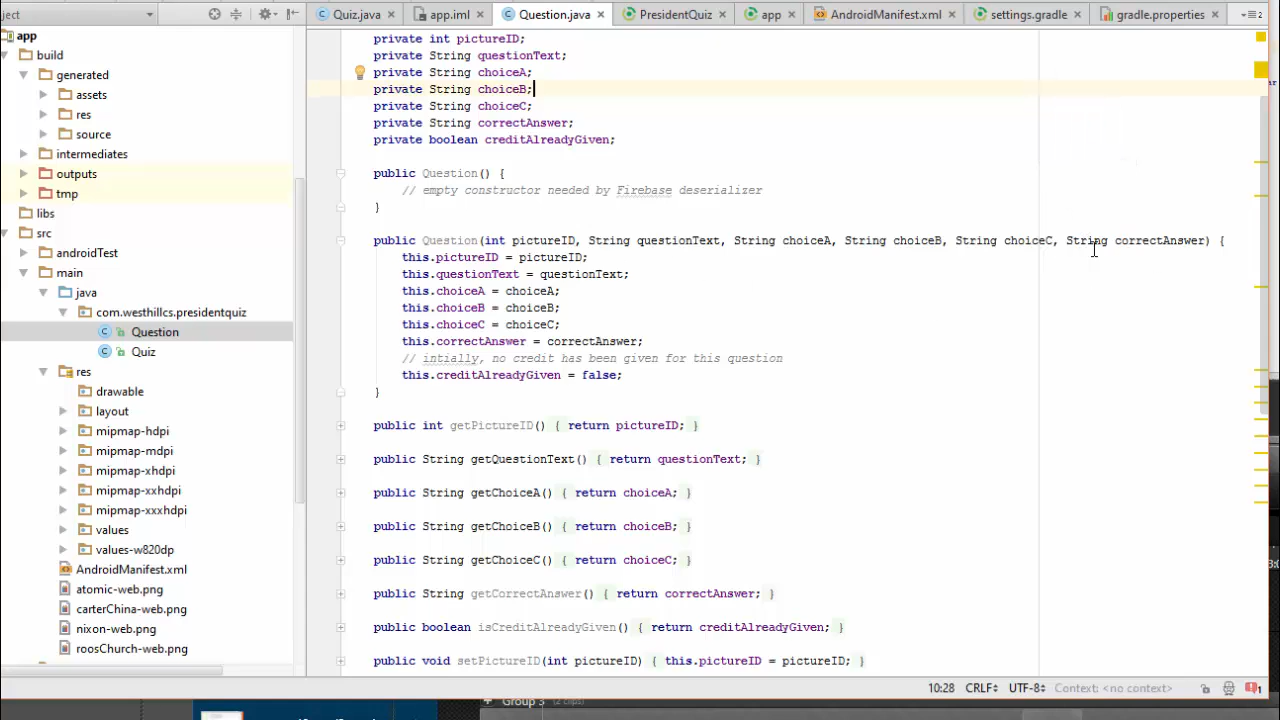 ject
Quiz.java
app.iml
Question.java
PresidentQuiz
app
AndroidManifest.xml
settings.gradle
gradle.properties
app
build
generated
assets
res
source
intermediates
outputs
tmp
libs
src
androidTest
main
java
com.westhillcs.presidentquiz
Question
Quiz
res
drawable
layout
mipmap-hdpi
mipmap-mdpi
mipmap-xhdpi
mipmap-xxhdpi
mipmap-xxxhdpi
values
values-w820dp
AndroidManifest.xml
atomic-web.png
carterChina-web.png
nixon-web.png
roosChurch-web.png
private int pictureID;
private String questionText;
private String choiceA;
private String choiceB;
private String choiceC;
private String correctAnswer;
private boolean creditAlreadyGiven;
public Question() {
// empty constructor needed by Firebase deserializer
}
public Question(int pictureID, String questionText, String choiceA, String choiceB, String choiceC, String correctAnswer) {
this.pictureID = pictureID;
this.questionText = questionText;
this.choiceA = choiceA;
this.choiceB = choiceB;
this.choiceC = choiceC;
this.correctAnswer = correctAnswer;
// intially, no credit has been given for this question
this.creditAlreadyGiven = false;
}
public int getPictureID() { return pictureID; }
public String getQuestionText() { return questionText; }
public String getChoiceA() { return choiceA; }
public String getChoiceB() { return choiceB; }
public String getChoiceC() { return choiceC; }
public String getCorrectAnswer() { return correctAnswer; }
public boolean isCreditAlreadyGiven() { return creditAlreadyGiven; }
public void setPictureID(int pictureID) { this.pictureID = pictureID; }
10:28 CRLF UTF-8 Context: <no context>
Group 3 (2 clips)